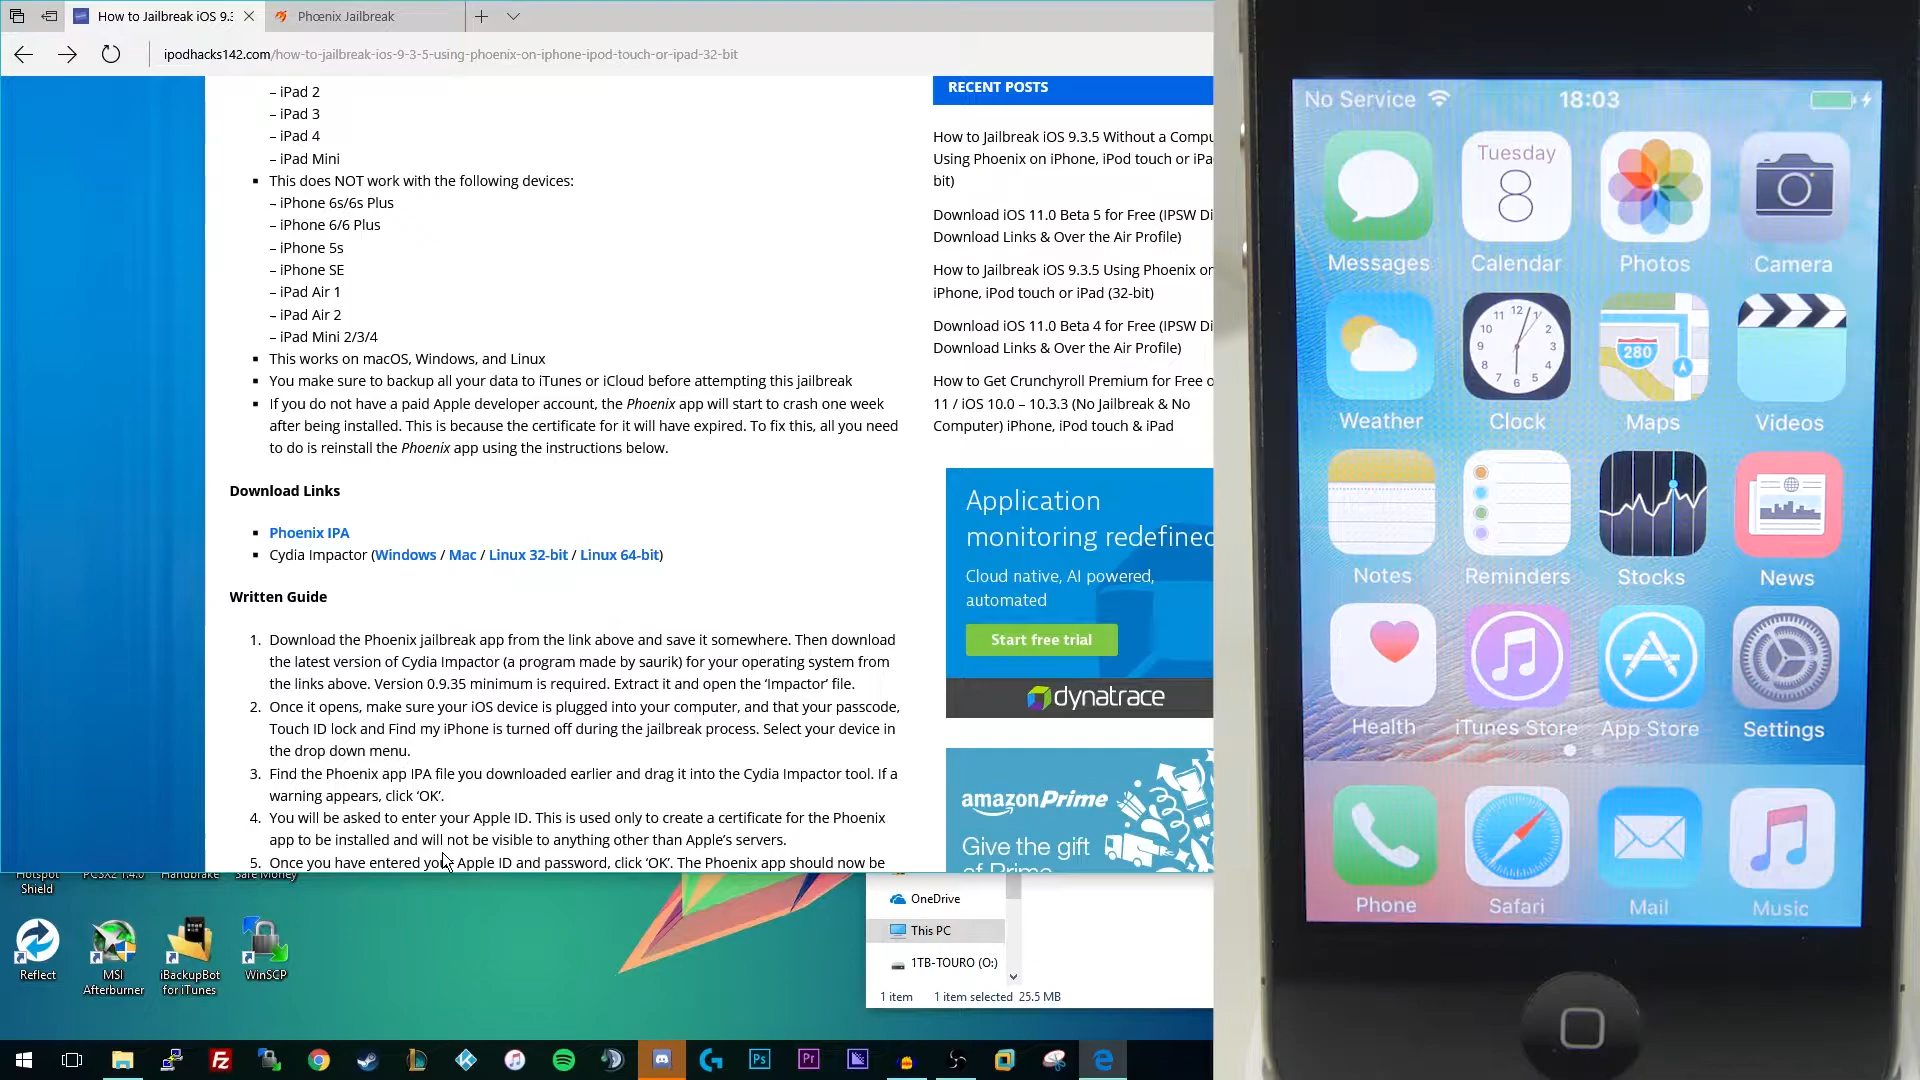 How to Jailbreak iOS 9.3
Phœnix Jailbreak
ipodhacks142.com/how-to-jailbreak-ios-9-3-5-using-phoenix-on-iphone-ipod-touch-or-ipad-32-bit
– iPad 2
– iPad 3
– iPad 4
– iPad Mini
This does NOT work with the following devices:
– iPhone 6s/6s Plus
– iPhone 6/6 Plus
– iPhone 5s
– iPhone SE
– iPad Air 1
– iPad Air 2
– iPad Mini 2/3/4
This works on macOS, Windows, and Linux
You make sure to backup all your data to iTunes or iCloud before attempting this jailbreak
If you do not have a paid Apple developer account, the Phoenix app will start to crash one week
after being installed. This is because the certificate for it will have expired. To fix this, all you need
to do is reinstall the Phoenix app using the instructions below.
Download Links
Phoenix IPA
Cydia Impactor (Windows / Mac / Linux 32-bit / Linux 64-bit)
Written Guide
1. Download the Phoenix jailbreak app from the link above and save it somewhere. Then download
the latest version of Cydia Impactor (a program made by saurik) for your operating system from
the links above. Version 0.9.35 minimum is required. Extract it and open the ‘Impactor’ file.
2. Once it opens, make sure your iOS device is plugged into your computer, and that your passcode,
Touch ID lock and Find my iPhone is turned off during the jailbreak process. Select your device in
the drop down menu.
3. Find the Phoenix app IPA file you downloaded earlier and drag it into the Cydia Impactor tool. If a
warning appears, click ‘OK’.
4. You will be asked to enter your Apple ID. This is used only to create a certificate for the Phoenix
app to be installed and will not be visible to anything other than Apple’s servers.
5. Once you have entered your Apple ID and password, click ‘OK’. The Phoenix app should now be
RECENT POSTS
How to Jailbreak iOS 9.3.5 Without a Compu
Using Phoenix on iPhone, iPod touch or iPa
bit)
Download iOS 11.0 Beta 5 for Free (IPSW Di
Download Links & Over the Air Profile)
How to Jailbreak iOS 9.3.5 Using Phoenix or
iPhone, iPod touch or iPad (32-bit)
Download iOS 11.0 Beta 4 for Free (IPSW Di
Download Links & Over the Air Profile)
How to Get Crunchyroll Premium for Free o
11 / iOS 10.0 – 10.3.3 (No Jailbreak & No
Computer) iPhone, iPod touch & iPad
Application
monitoring redefined
Cloud native, AI powered,
automated
Start free trial
dynatrace
amazonPrime
Give the gift
of Prime
Hotspot
Shield
PCSX2 1.4.0
Handbrake
Safe Money
Reflect
MSI
Afterburner
iBackupBot
for iTunes
WinSCP
OneDrive
This PC
1TB-TOURO (O:)
1 item 1 item selected 25.5 MB
Ps
Pr
No Service
18:03
Tuesday
8
Messages
Calendar
Photos
Camera
280
Weather
Clock
Maps
Videos
Notes
Reminders
Stocks
News
Health
iTunes Store
App Store
Settings
Phone
Safari
Mail
Music